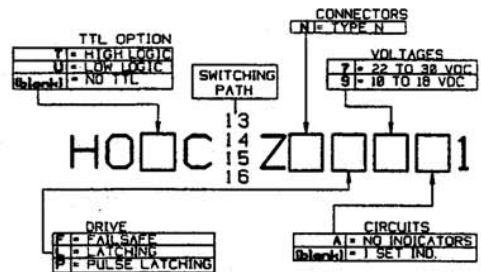 CONNECTORS
N = TYPE N
TTL OPTION
T = HIGH LOGIC
U = LOW LOGIC
(blank) = NO TTL
SWITCHING
PATH
VOLTAGES
7 = 22 TO 30 VDC
9 = 10 TO 18 VDC
13
14
15
16
HO□C Z□□□□1
DRIVE
F = FAILSAFE
= LATCHING
P = PULSE LATCHING
CIRCUITS
A = NO INDICATORS
(blank) = 1 SET IND.